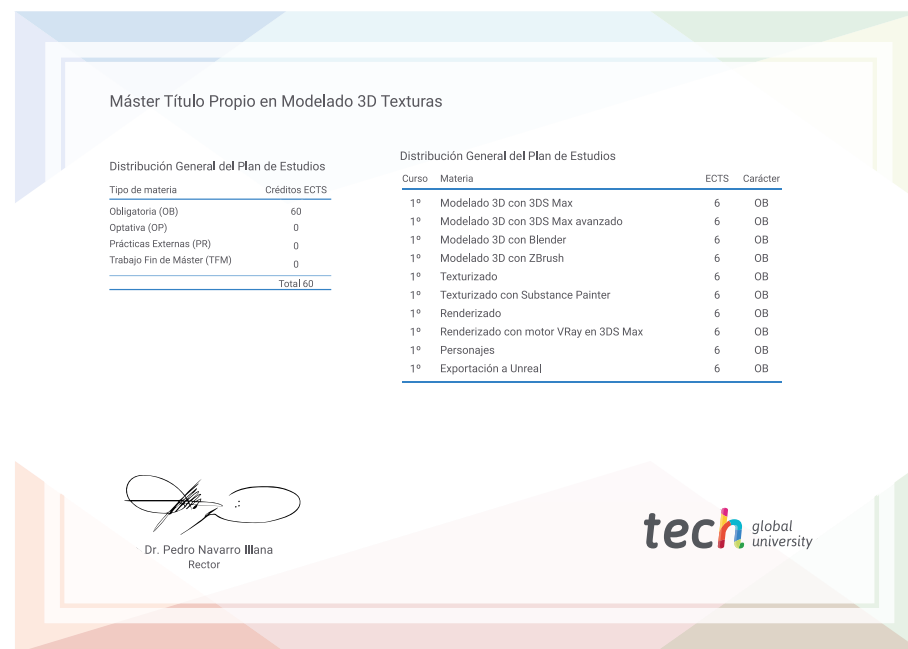 Máster Título Propio en Modelado 3D Texturas
Distribución General del Plan de Estudios
Tipo de materia Créditos ECTS
Obligatoria (OB) 60
Optativa (OP) 0
Prácticas Externas (PR) 0
Trabajo Fin de Máster (TFM) 0
Total 60
Distribución General del Plan de Estudios
Curso Materia ECTS Carácter
1º Modelado 3D con 3DS Max 6 OB
1º Modelado 3D con 3DS Max avanzado 6 OB
1º Modelado 3D con Blender 6 OB
1º Modelado 3D con ZBrush 6 OB
1º Texturizado 6 OB
1º Texturizado con Substance Painter 6 OB
1º Renderizado 6 OB
1º Renderizado con motor VRay en 3DS Max 6 OB
1º Personajes 6 OB
1º Exportación a Unreal 6 OB
Dr. Pedro Navarro Illana
Rector
tech global
university